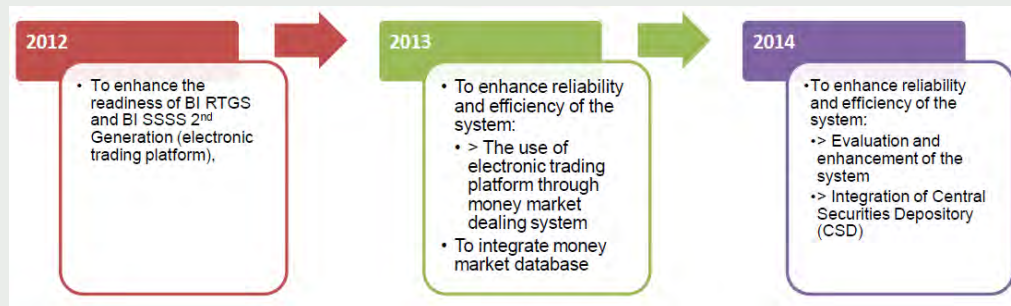 2012
• To enhance the
readiness of BI RTGS
and BI SSSS 2nd
Generation (electronic
trading platform),
2013
• To enhance reliability
and efficiency of the
system:
• > The use of
electronic trading
platform through
money market
dealing system
• To integrate money
market database
2014
•To enhance reliability
and efficiency of the
system:
•> Evaluation and
enhancement of the
system
•> Integration of Central
Securities Depository
(CSD)